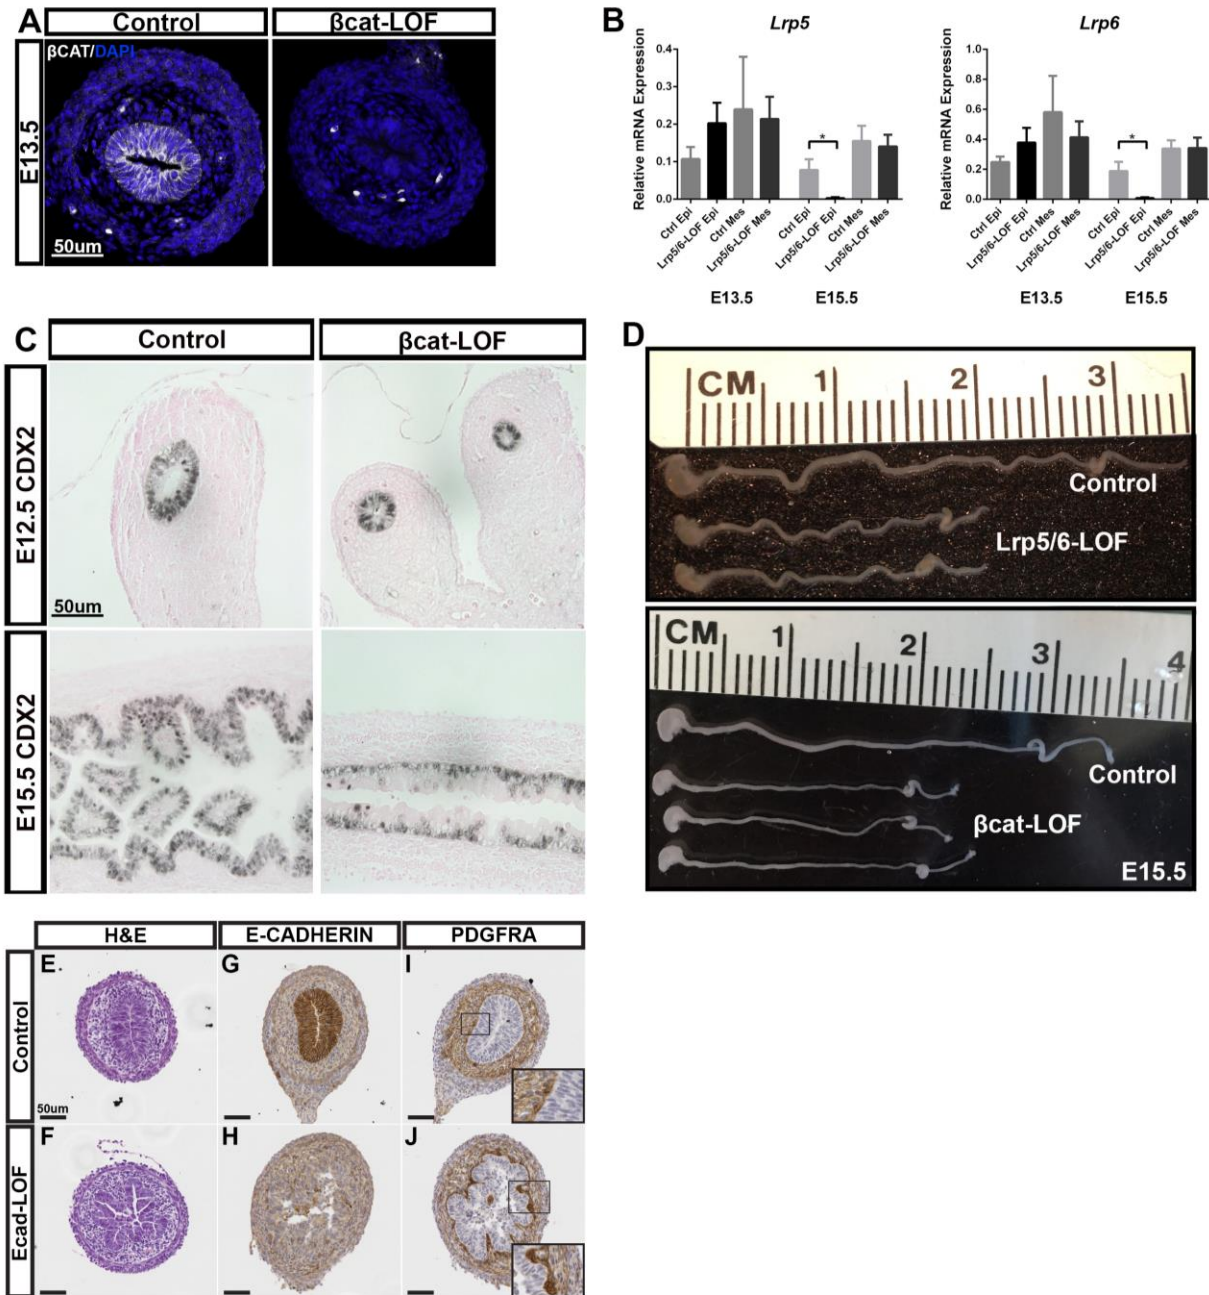 A
Control
βcat-LOF
βCAT/DAPI
E13.5
50um
B
Lrp5
Relative mRNA Expression
0.4
0.3
0.2
0.1
0.0
*
Ctrl Epi
Lrp5/6-LOF Epi
Ctrl Mes
Lrp5/6-LOF Mes
Ctrl Epi
Lrp5/6-LOF Epi
Ctrl Mes
Lrp5/6-LOF Mes
E13.5
E15.5
Lrp6
Relative mRNA Expression
1.0
0.8
0.6
0.4
0.2
0.0
*
Ctrl Epi
Lrp5/6-LOF Epi
Ctrl Mes
Lrp5/6-LOF Mes
Ctrl Epi
Lrp5/6-LOF Epi
Ctrl Mes
Lrp5/6-LOF Mes
E13.5
E15.5
C
Control
βcat-LOF
E12.5 CDX2
50um
E15.5 CDX2
D
CM 1 2 3
Control
Lrp5/6-LOF
CM 1 2 3 4
Control
βcat-LOF
E15.5
H&E
E-CADHERIN
PDGFRA
Control
E
G
I
50um
Ecad-LOF
F
H
J